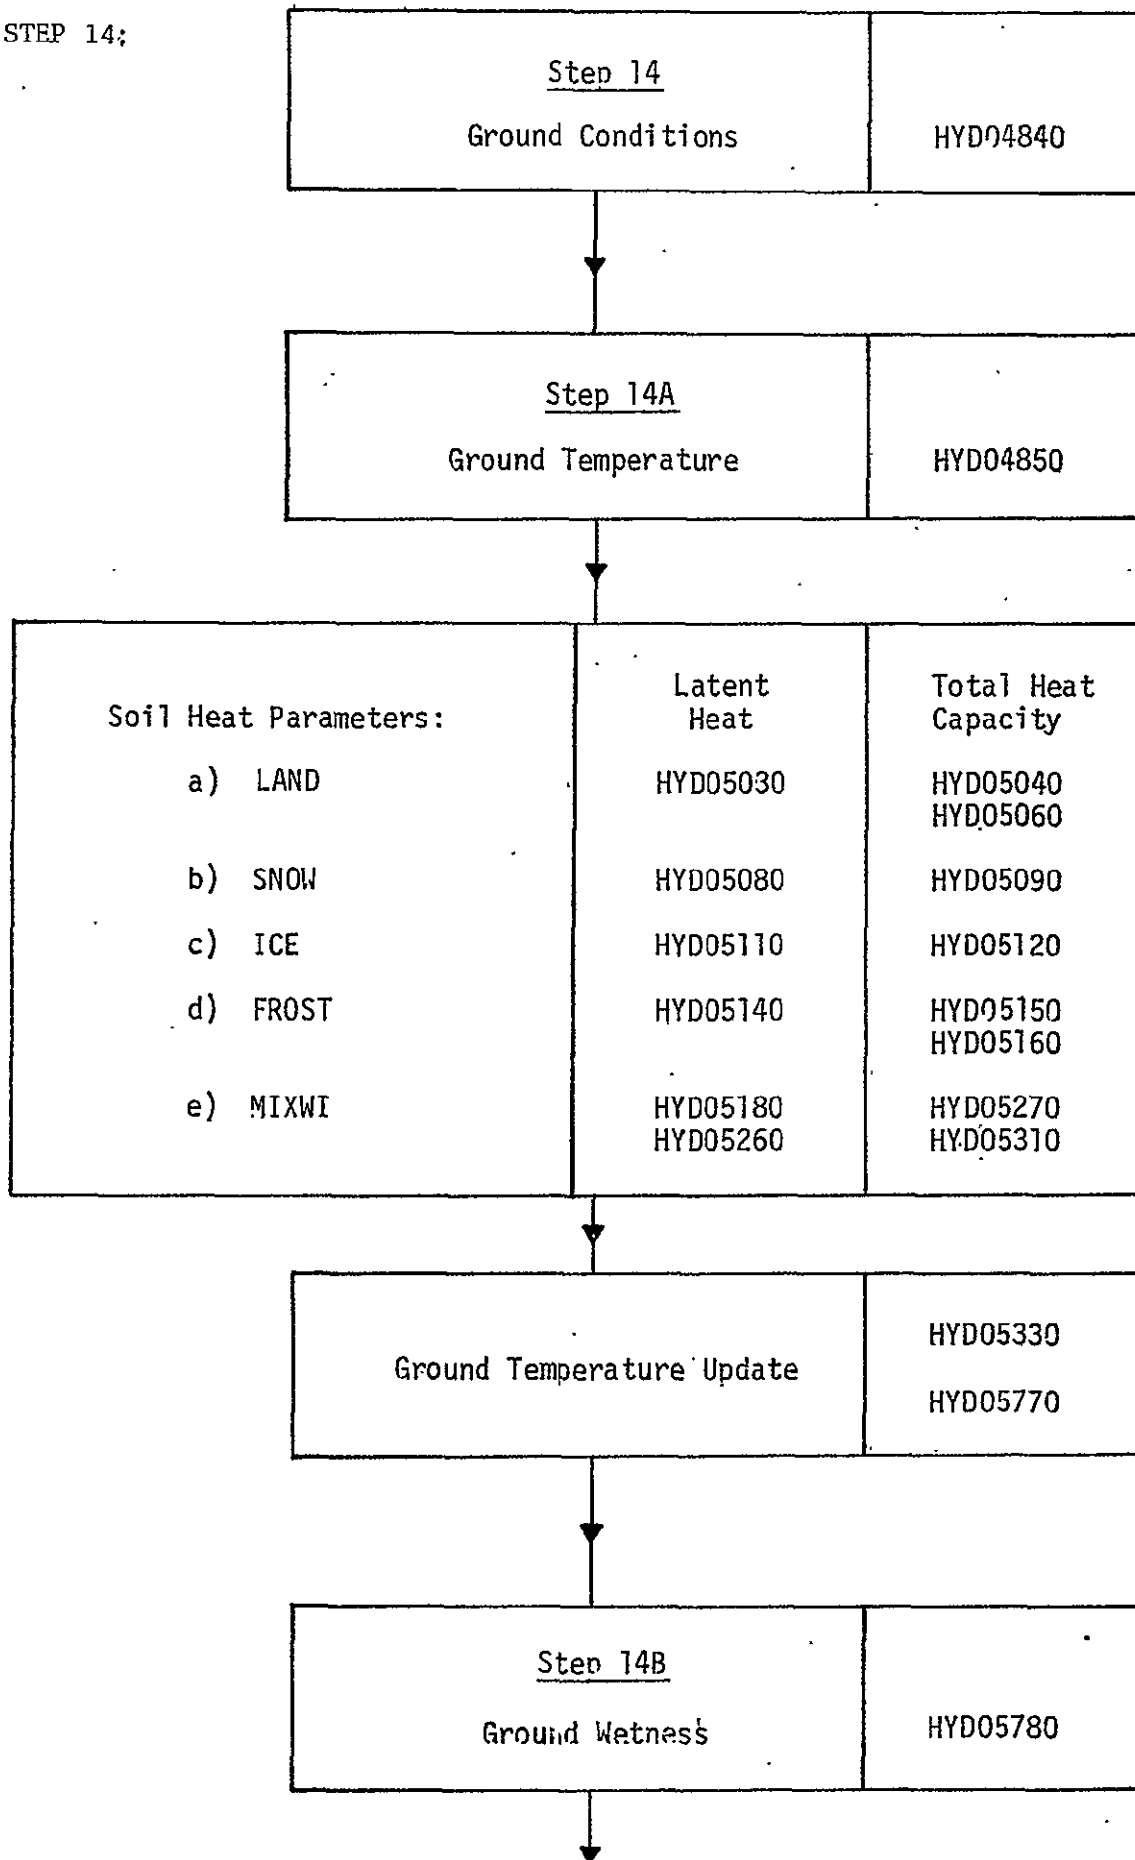 STEP 14:
Step 14
Ground Conditions HYD04840
Step 14A
Ground Temperature HYD04850
Latent Total Heat
Soil Heat Parameters: Heat Capacity
a) LAND HYD05030 HYD05040
HYD05060
b) SNOW HYD05080 HYD05090
c) ICE HYD05110 HYD05120
d) FROST HYD05140 HYD05150
HYD05160
e) MIXWI HYD05180 HYD05270
HYD05260 HYD05310
HYD05330
Ground Temperature Update
HYD05770
Step 14B
Ground Wetness HYD05780